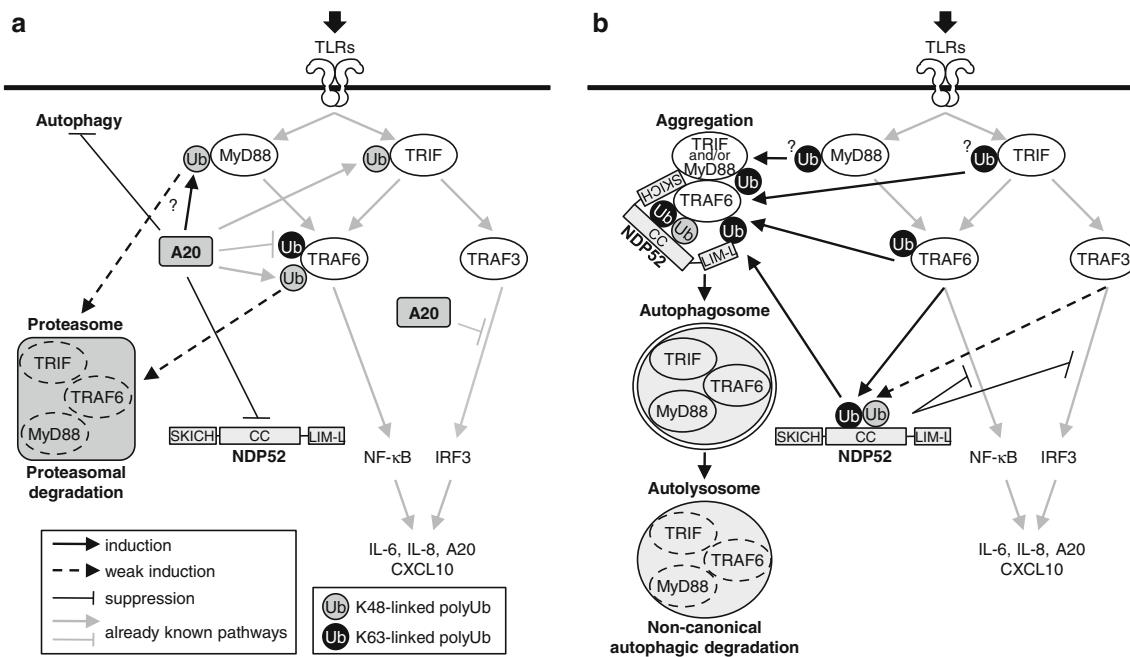 a
TLRs
Autophagy
Ub
MyD88
Ub
TRIF
?
A20
Ub
TRAF6
Ub
TRAF3
A20
Proteasome
TRIF
TRAF6
MyD88
Proteasomal
degradation
SKICH
CC
LIM-L
NDP52
NF-κB
IRF3
IL-6, IL-8, A20
CXCL10
induction
weak induction
suppression
already known pathways
Ub K48-linked polyUb
Ub K63-linked polyUb
b
TLRs
Aggregation
TRIF
and/or
MyD88
Ub
SKICH
TRAF6
Ub
Ub
CC
NDP52
Ub
LIM-L
?
Ub
MyD88
?
Ub
TRIF
Ub
TRAF6
TRAF3
Autophagosome
TRIF
TRAF6
MyD88
Ub
Ub
SKICH
CC
LIM-L
NDP52
NF-κB
IRF3
Autolysosome
TRIF
TRAF6
MyD88
IL-6, IL-8, A20
CXCL10
Non-canonical
autophagic degradation